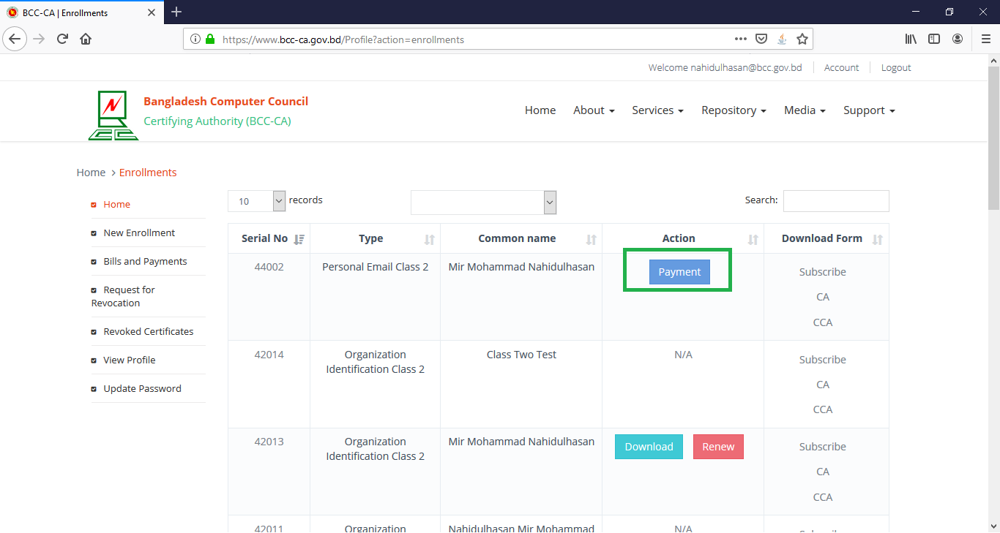 BCC-CA | Enrollments
https://www.bcc-ca.gov.bd/Profile?action=enrollments
Welcome nahidulhasan@bcc.gov.bd Account Logout
Bangladesh Computer Council
Certifying Authority (BCC-CA)
Home About Services Repository Media Support
Home > Enrollments
Home
New Enrollment
Bills and Payments
Request for
Revocation
Revoked Certificates
View Profile
Update Password
10 records Search:
Serial No Type Common name Action Download Form
44002 Personal Email Class 2 Mir Mohammad Nahidulhasan Payment Subscribe
CA
CCA
42014 Organization Class Two Test N/A Subscribe
Identification Class 2
CA
CCA
42013 Organization Mir Mohammad Nahidulhasan Download Renew Subscribe
Identification Class 2
CA
CCA
42011 Organization Nahidulhasan Mir Mohammad N/A